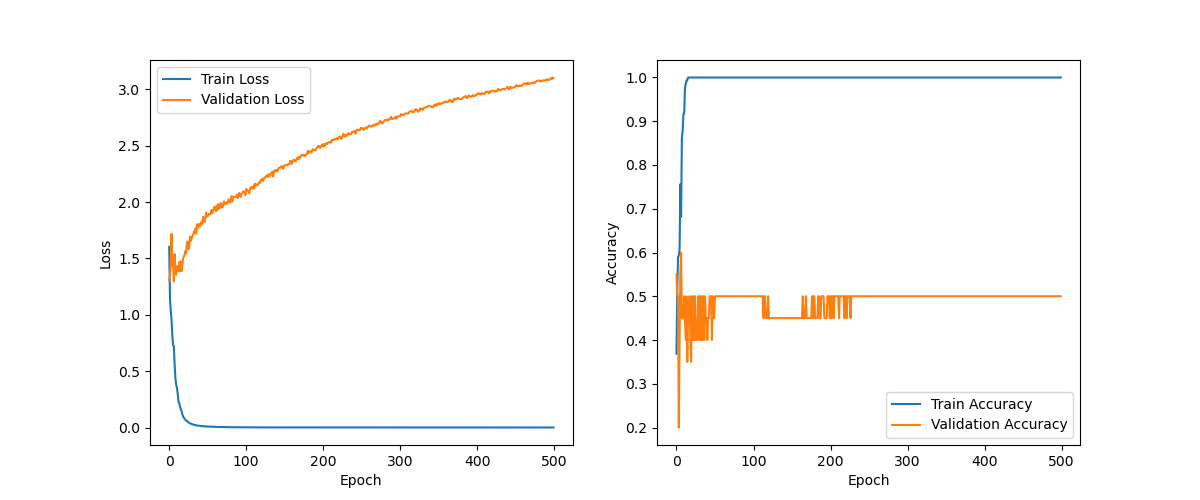 Train Loss
Validation Loss
3.0
2.5
2.0
1.5
1.0
0.5
0.0
Loss
0 100 200 300 400 500
Epoch
1.0
0.9
0.8
0.7
0.6
0.5
0.4
0.3
0.2
Accuracy
Train Accuracy
Validation Accuracy
0 100 200 300 400 500
Epoch